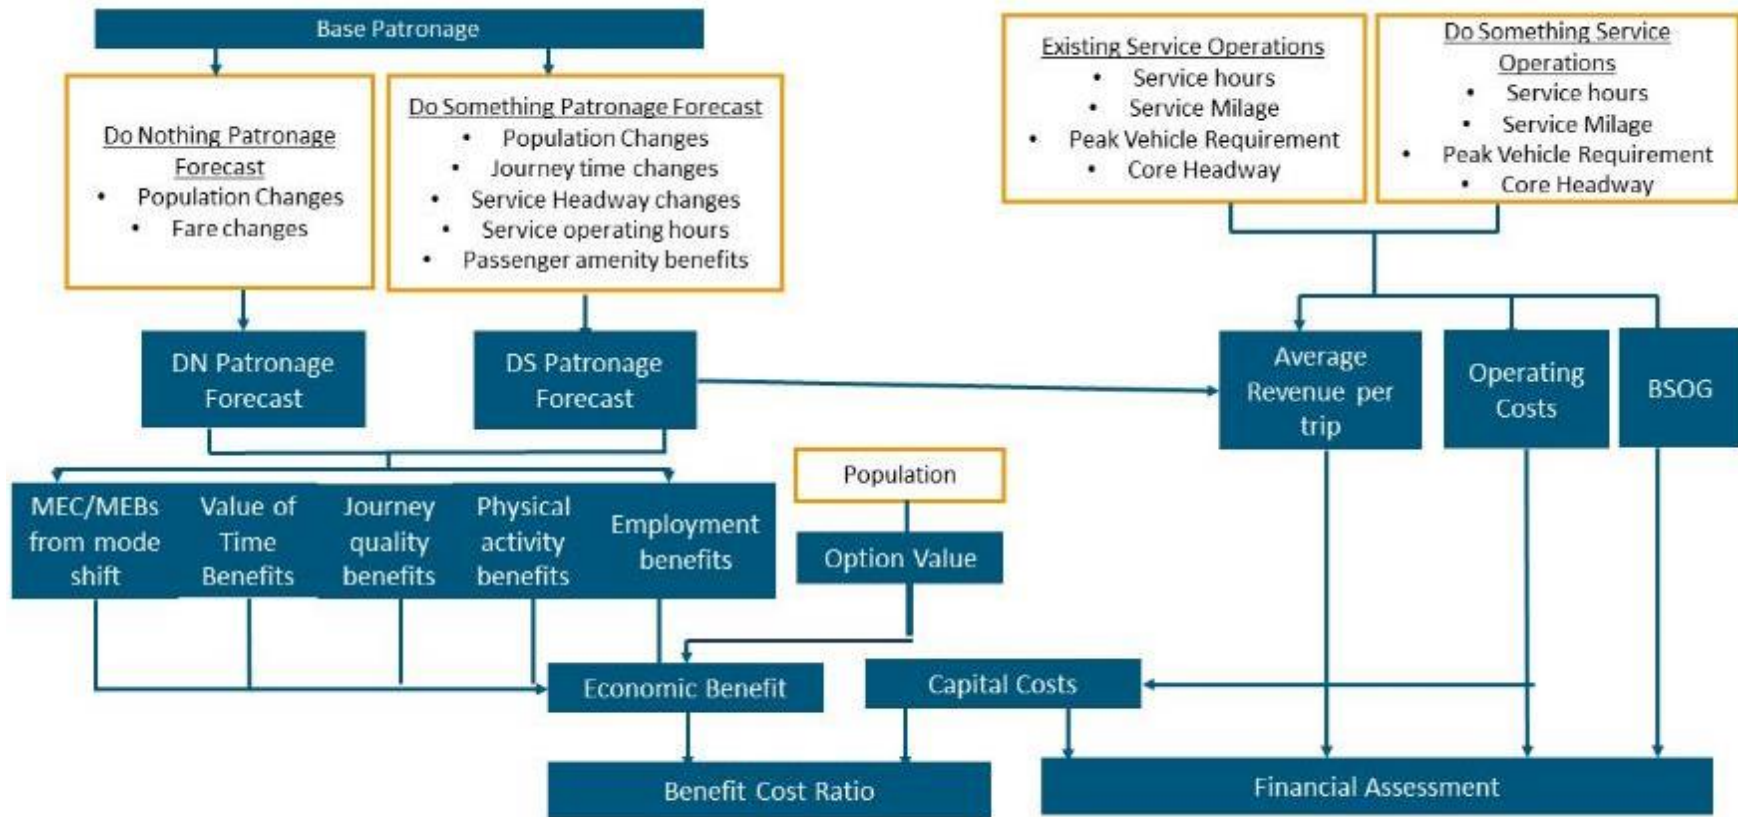 Base Patronage
Do Nothing Patronage
Forecast
• Population Changes
• Fare changes
Do Something Patronage Forecast
• Population Changes
• Journey time changes
• Service Headway changes
• Service operating hours
• Passenger amenity benefits
Existing Service Operations
• Service hours
• Service Milage
• Peak Vehicle Requirement
• Core Headway
Do Something Service
Operations
• Service hours
• Service Milage
• Peak Vehicle Requirement
• Core Headway
DN Patronage
Forecast
DS Patronage
Forecast
Average
Revenue per
trip
Operating
Costs
BSOG
MEC/MEBs
from mode
shift
Value of
Time
Benefits
Journey
quality
benefits
Physical
activity
benefits
Employment
benefits
Population
Option Value
Economic Benefit
Capital Costs
Benefit Cost Ratio
Financial Assessment